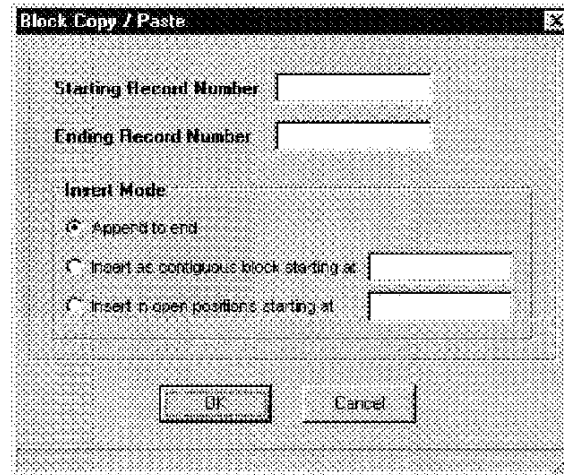 Block Copy / Paste
Starting Record Number
Ending Record Number
Insert Mode
Append to end
Insert as contiguous block starting at
Insert in open positions starting at
OK
Cancel